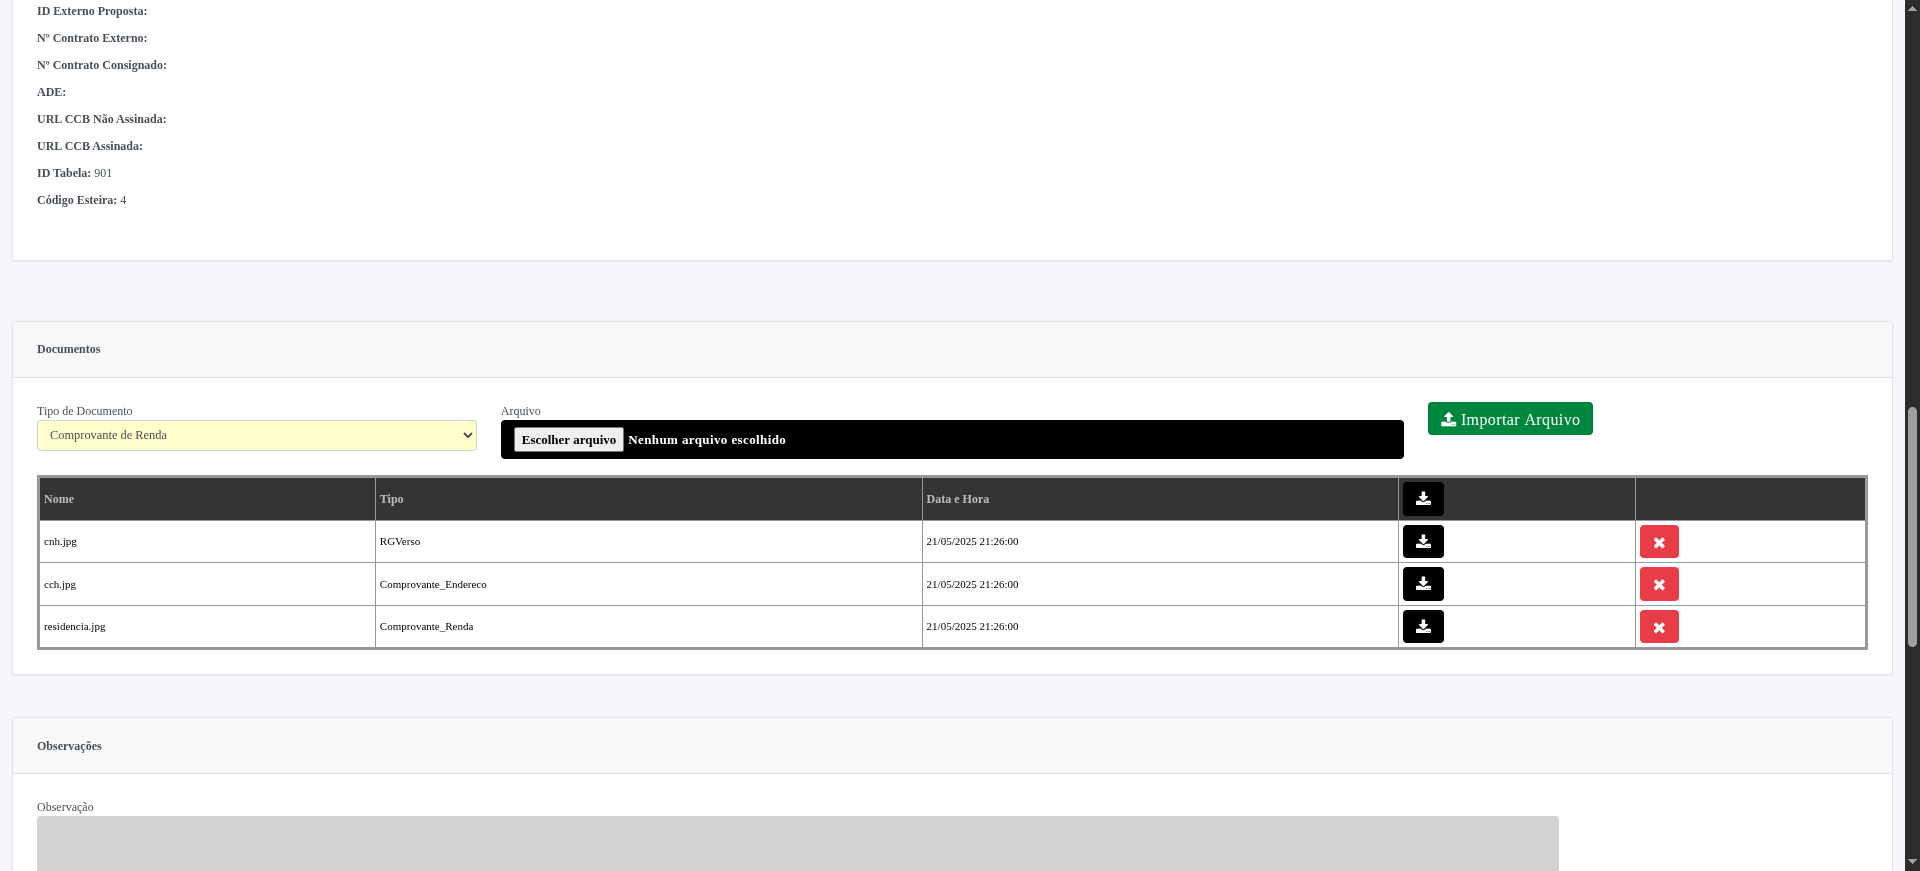 ID Externo Proposta:
Nº Contrato Externo:
Nº Contrato Consignado:
ADE:
URL CCB Não Assinada:
URL CCB Assinada:
ID Tabela: 901
Código Esteira: 4
Documentos
Tipo de Documento
Comprovante de Renda
Arquivo
Escolher arquivo Nenhum arquivo escolhido
Importar Arquivo
Nome Tipo Data e Hora
cnh.jpg RGVerso 21/05/2025 21:26:00
cch.jpg Comprovante_Endereco 21/05/2025 21:26:00
residencia.jpg Comprovante_Renda 21/05/2025 21:26:00
Observações
Observação